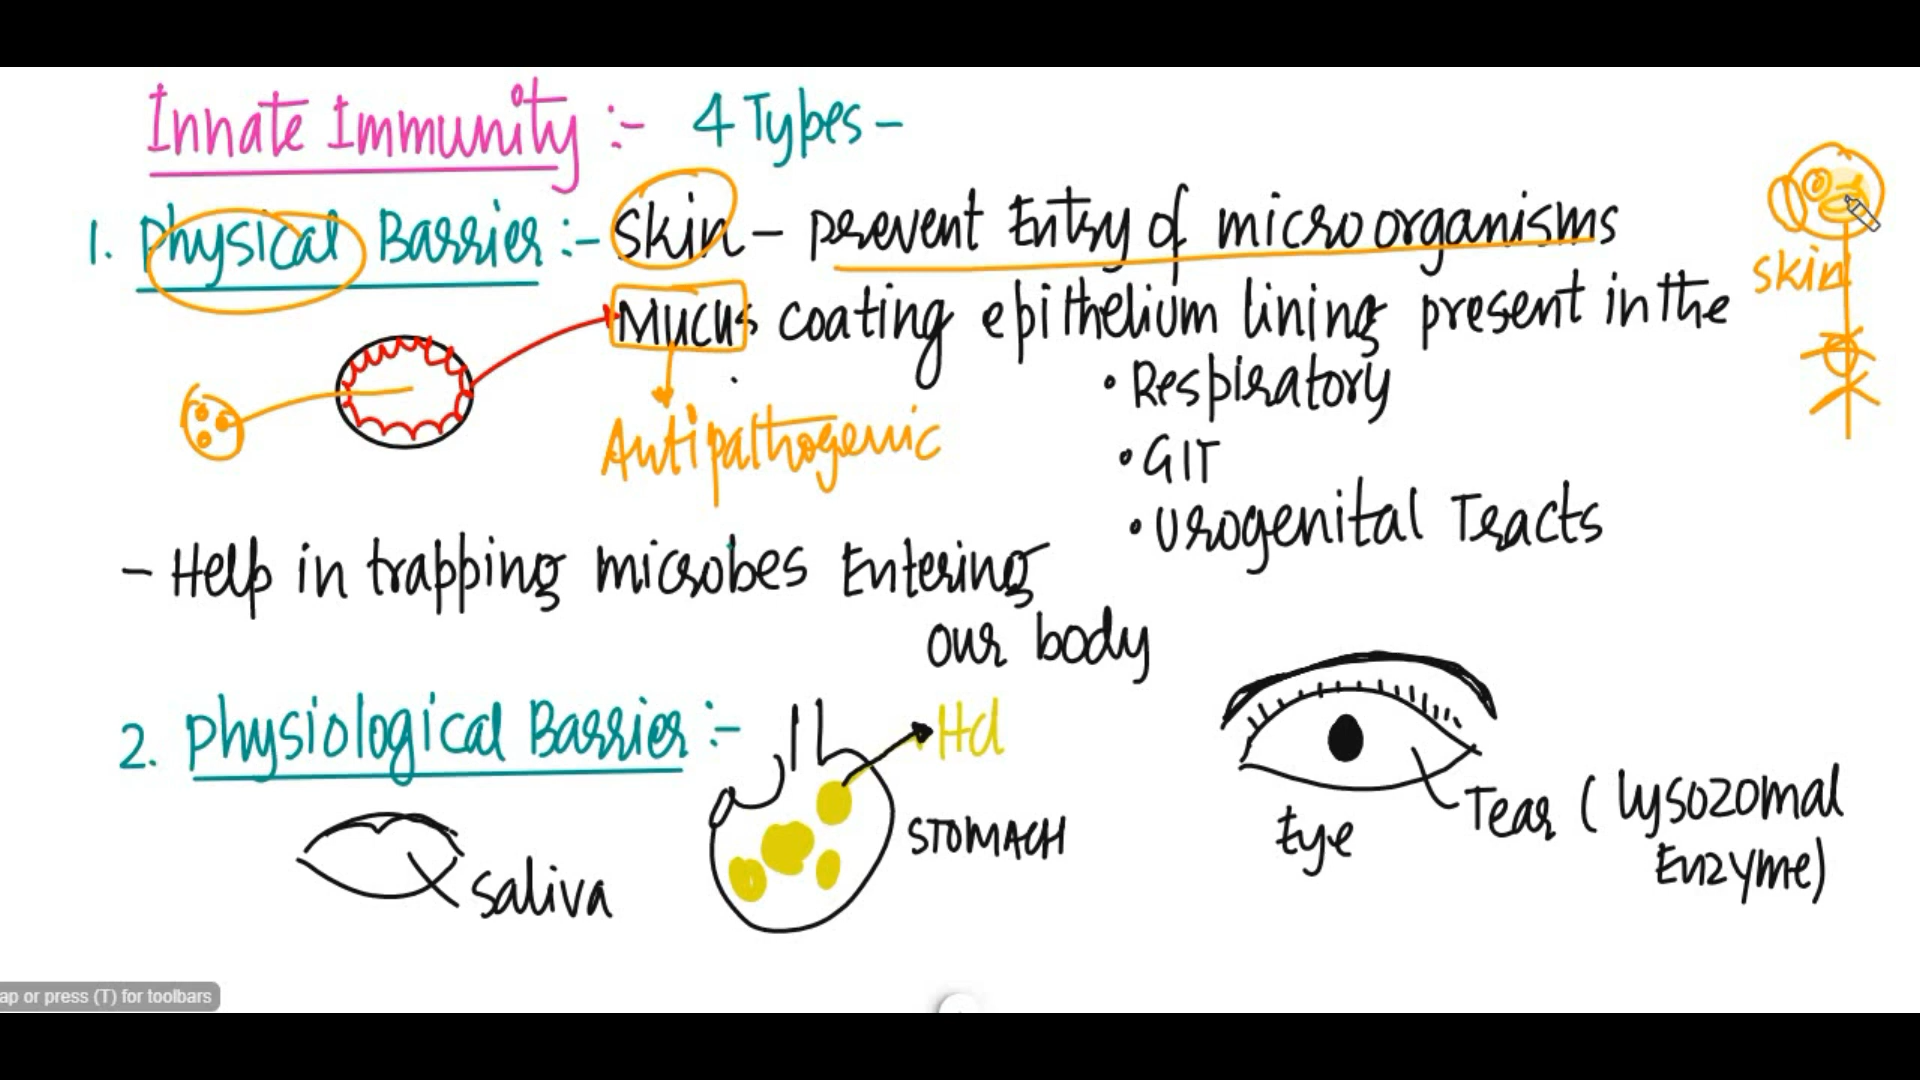 Innate Immunity :- 4 Types -
1. Physical Barrier :- Skin - prevent Entry of microorganisms
skin
Mucus coating epithelium lining present in the
• Respiratory
Antipathogenic
• GIT
• Urogenital Tracts
- Help in trapping microbes Entering
our body
2. Physiological Barrier :-
HCl
STOMACH
Saliva
Eye
Tear ( Lysozomal
Enzyme)
ap or press (T) for toolbars